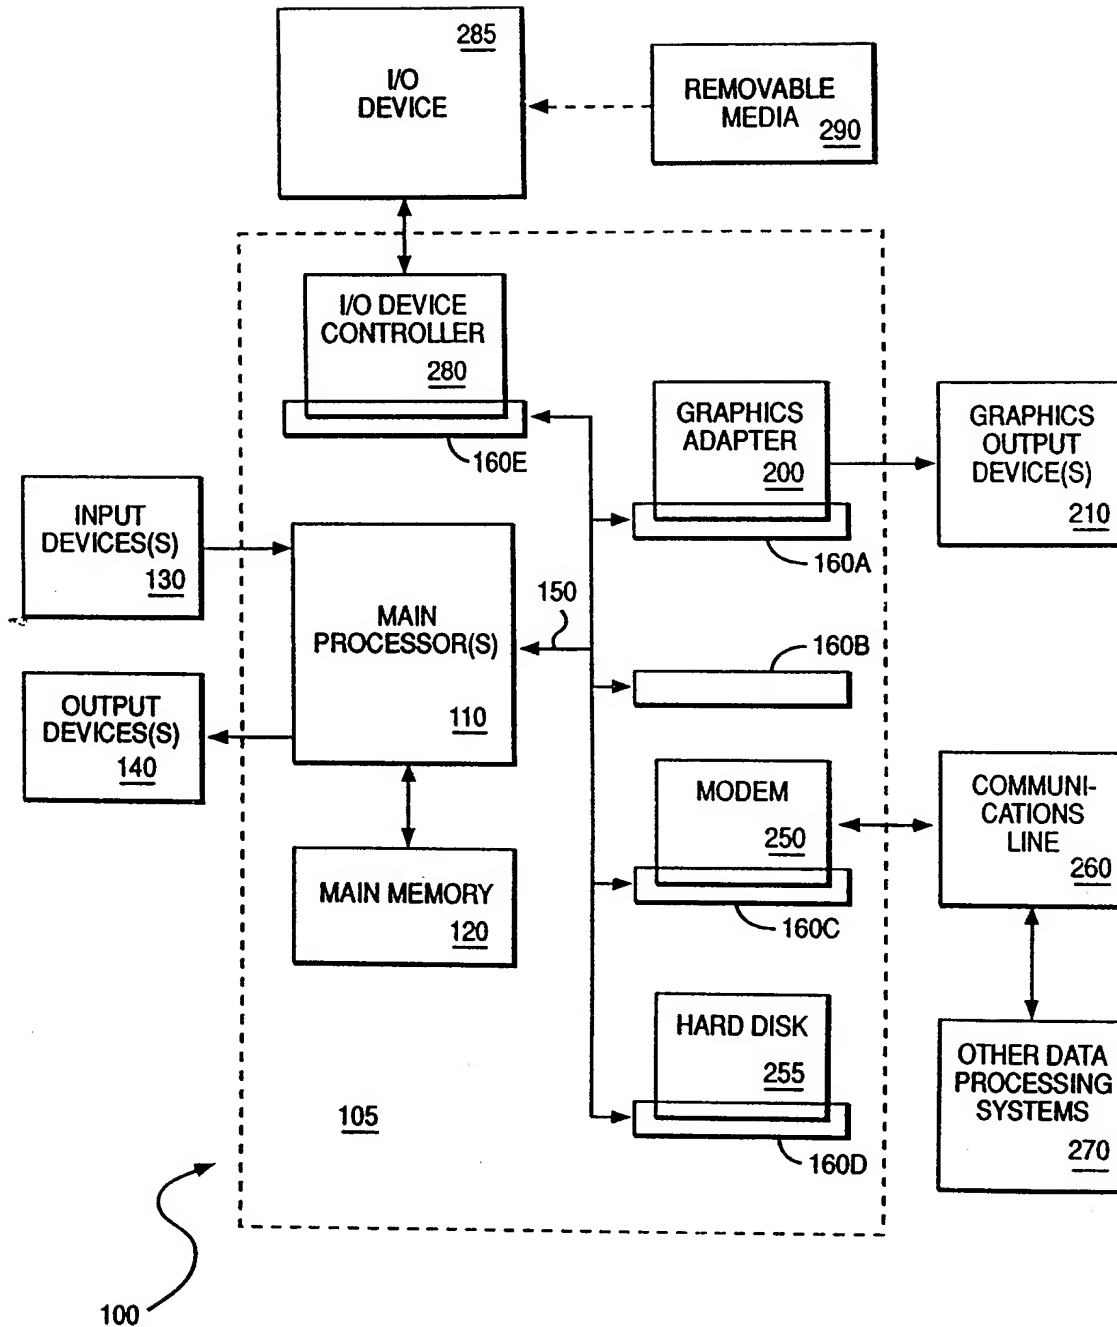 285
I/O
DEVICE
REMOVABLE
MEDIA
290
I/O DEVICE
CONTROLLER
280
160E
GRAPHICS
ADAPTER
200
160A
GRAPHICS
OUTPUT
DEVICE(S)
210
INPUT
DEVICES(S)
130
MAIN
PROCESSOR(S)
110
150
160B
OUTPUT
DEVICES(S)
140
MODEM
250
160C
COMMUNI-
CATIONS
LINE
260
MAIN MEMORY
120
HARD DISK
255
160D
OTHER DATA
PROCESSING
SYSTEMS
270
105
100